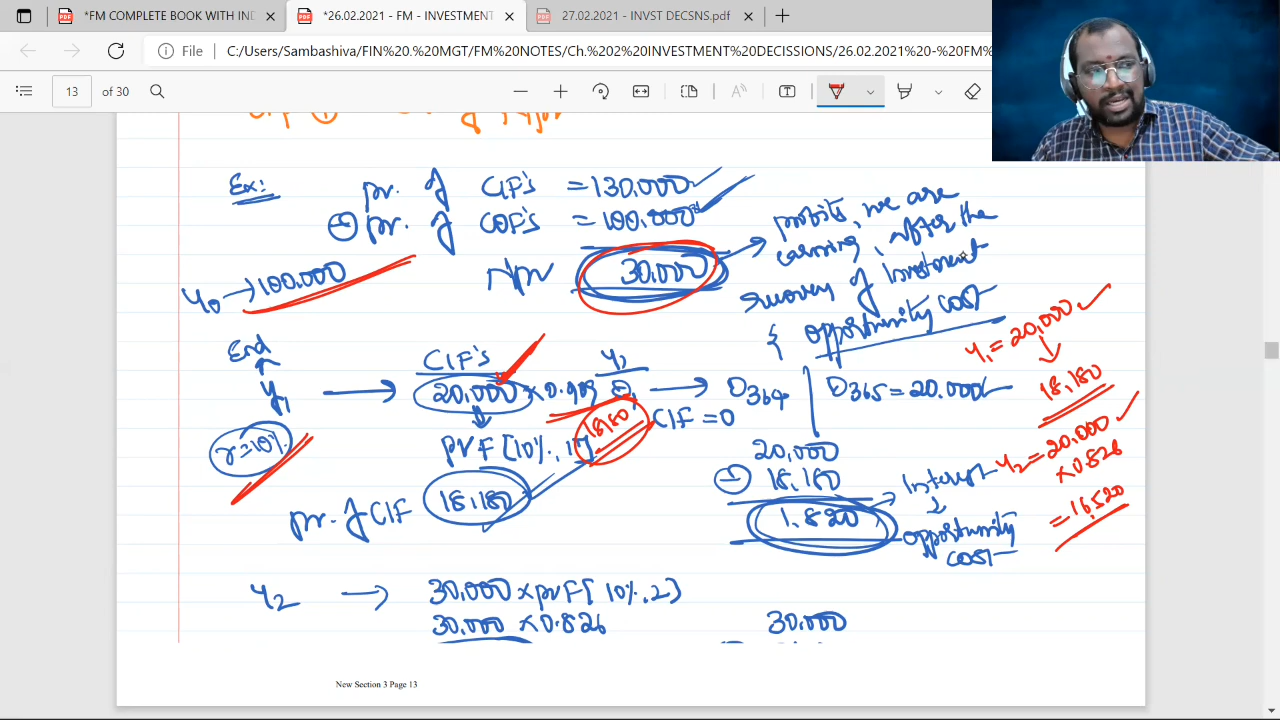 *FM COMPLETE BOOK WITH IND
*26.02.2021 - FM - INVESTMENT
27.02.2021 - INVST DECSNS.pdf
File
C:/Users/Sambashiva/FIN%20.%20MGT/FM%20NOTES/Ch.%202%20INVESTMENT%20DECISSIONS/26.02.2021%20-%20FM%
13 of 30
Ex:
pv. of CIF's = 130,000
⊖ pv. of COF's = 100,000
NPV 30,000
profits, we are
earning, after the
recovery of Investment
& opportunity cost
Y0 → 100,000
End
Y1
CIF's
20,000 × 0.909
Y1
D364
D365 = 20,000
CIF = 0
r = 10%
PVF [10%, 1Y]
18,180
pv. of CIF 18,180
20,000
⊖ 18,180
1,820
Interest
opportunity
cost
Y1 = 20,000
18,180
Y2 = 20,000
× 0.826
= 16,520
Y2 → 30,000 × PVF [10%, 2]
30,000 × 0.826
30,000
New Section 3 Page 13